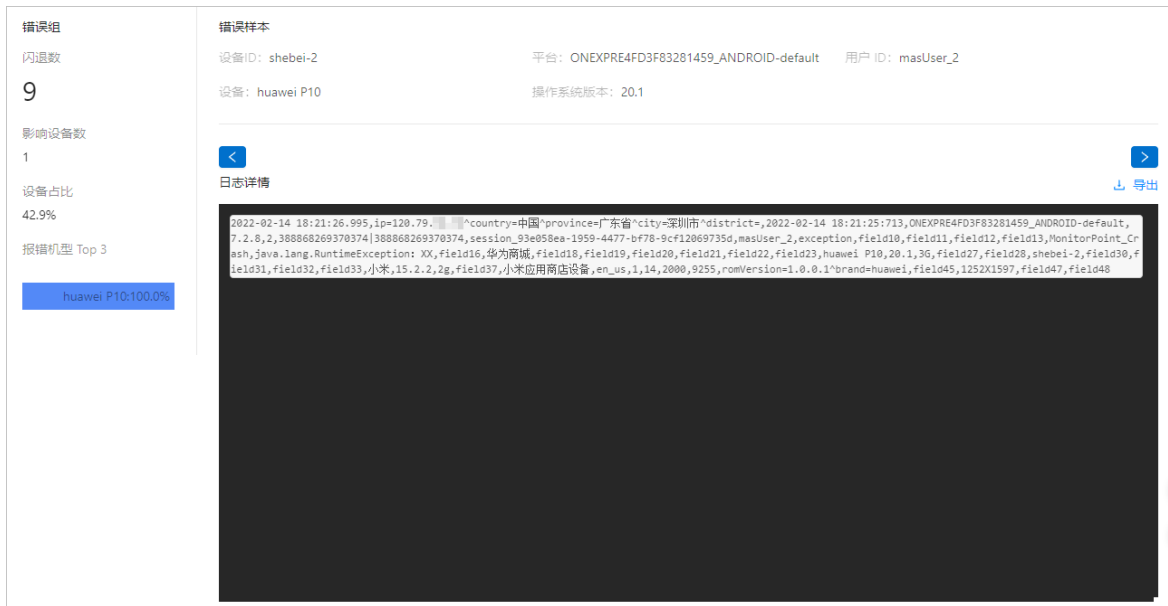 错误组
闪退数
9
影响设备数
1
设备占比
42.9%
报错机型 Top 3
huawei P10:100.0%
错误样本
设备ID: shebei-2
平台: ONEXPRE4FD3F83281459_ANDROID-default
用户 ID: masUser_2
设备: huawei P10
操作系统版本: 20.1
日志详情
导出
2022-02-14 18:21:26.995,ip=120.79. ^country=中国^province=广东省^city=深圳市^district=,2022-02-14 18:21:25:713,ONEXPRE4FD3F83281459_ANDROID-default,
7.2.8,2,388868269370374|388868269370374,session_93e058ea-1959-4477-bf78-9cf12069735d,masUser_2,exception,field10,field11,field12,field13,MonitorPoint_Cr
ash,java.lang.RuntimeException: XX,field16,华为商城,field18,field19,field20,field21,field22,field23,huawei P10,20.1,3G,field27,field28,shebei-2,field30,f
ield31,field32,field33,小米,15.2.2,2g,field37,小米应用商店设备,en_us,1,14,2000,9255,romVersion=1.0.0.1^brand=huawei,field45,1252X1597,field47,field48